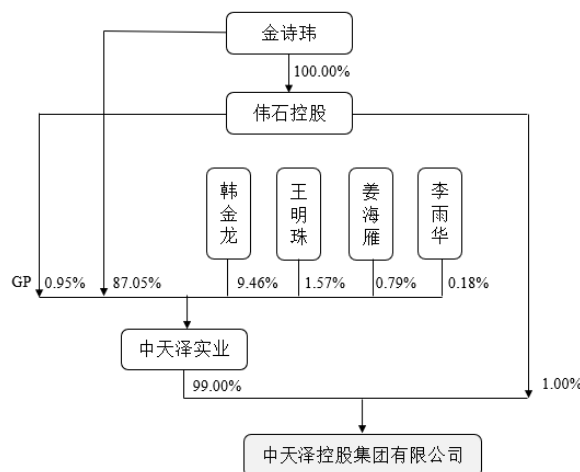 金诗玮
100.00%
伟石控股
韩金龙
王明珠
姜海雁
李雨华
GP 0.95% 87.05% 9.46% 1.57% 0.79% 0.18%
中天泽实业
99.00%
1.00%
中天泽控股集团有限公司